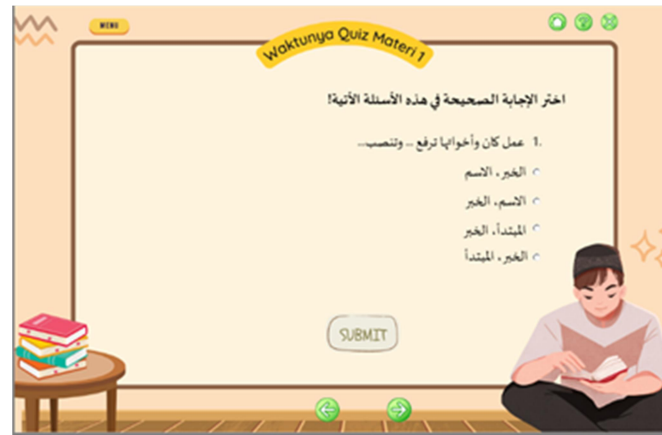 MENU
Waktunya Quiz Materi 1
اختر الإجابة الصحيحة في هذه الأسئلة الأتية!
1. عمل كان وأخواتها ترفع ... وتنصب...
الخبر، الاسم
الاسم، الخبر
المبتدأ، الخبر
الخبر، المبتدأ
SUBMIT